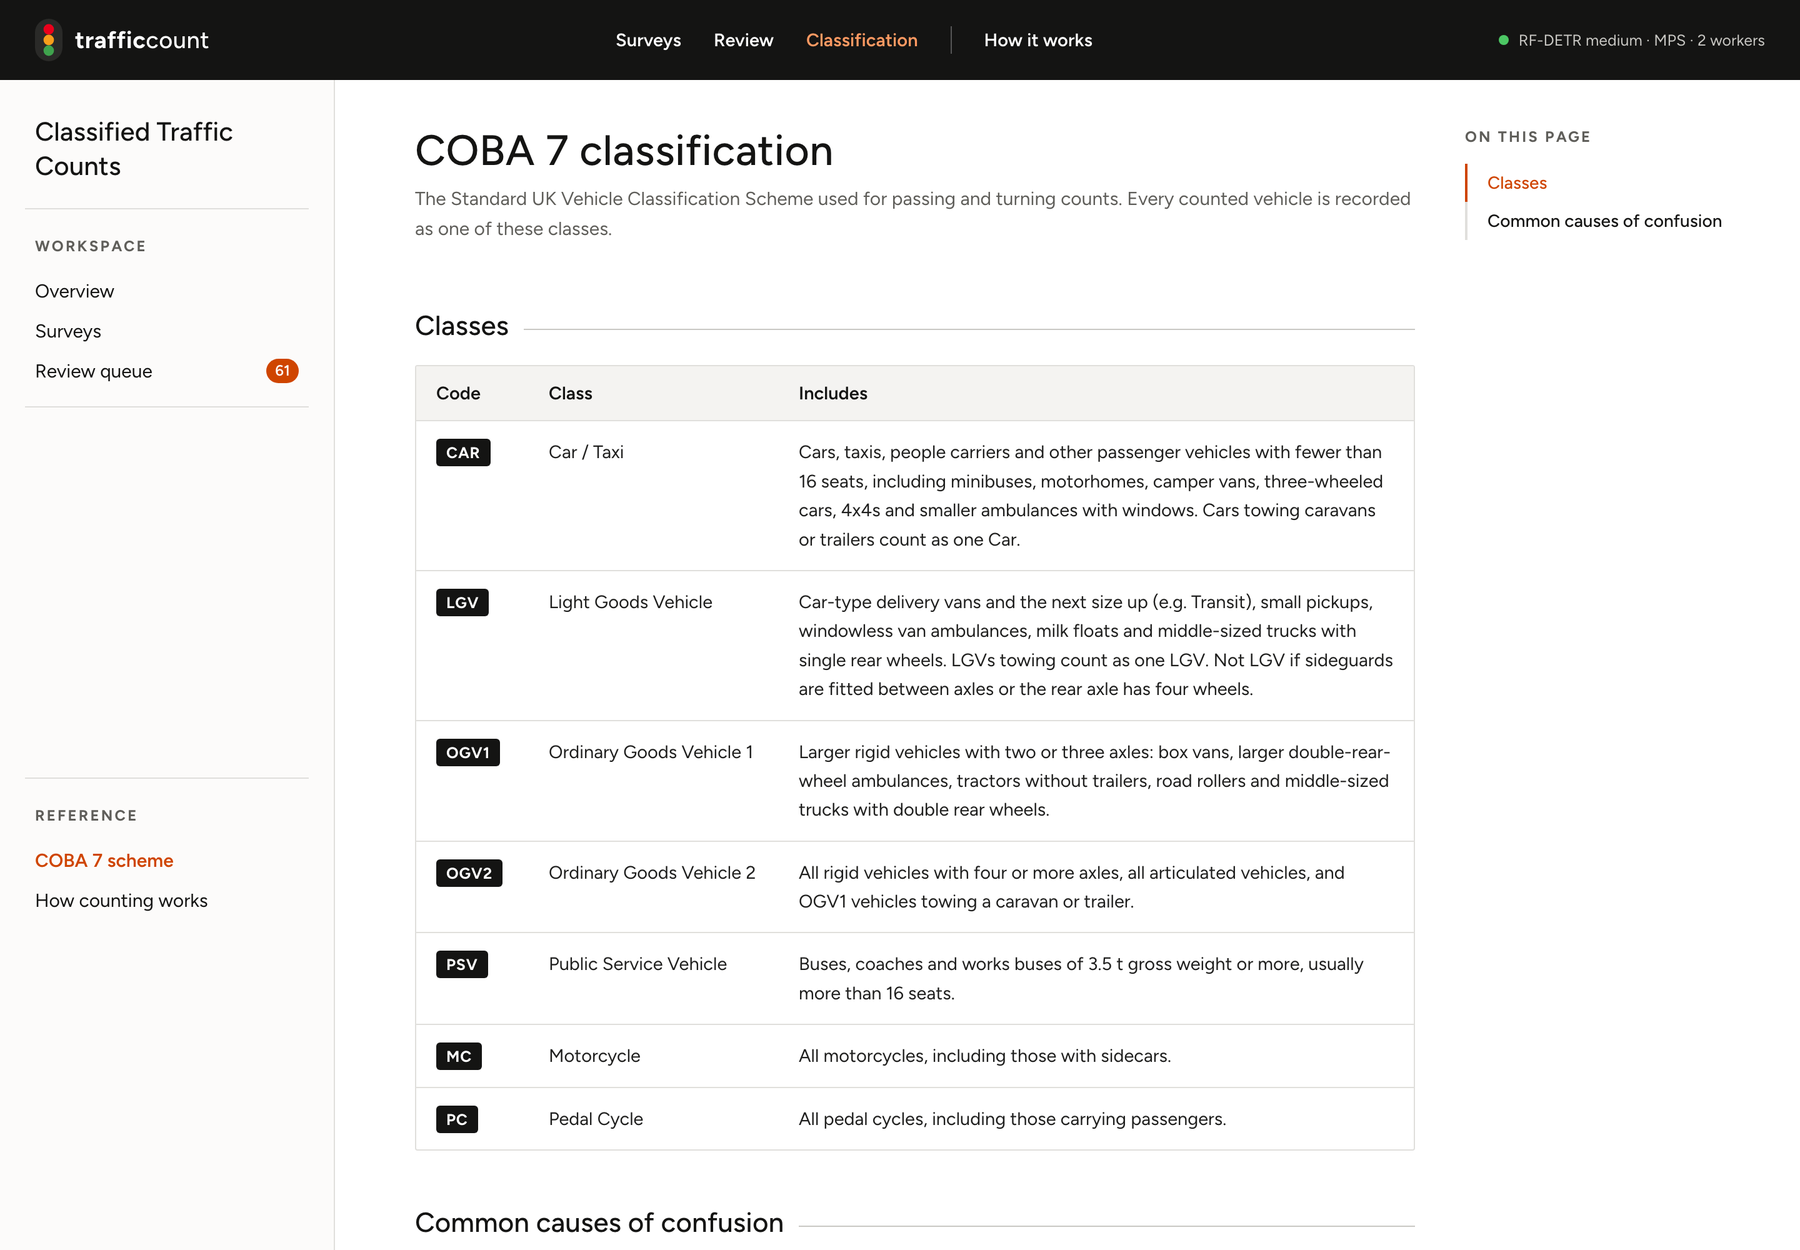 trafficcount
Surveys
Review
Classification
How it works
RF-DETR medium · MPS · 2 workers
Classified Traffic
Counts
WORKSPACE
Overview
Surveys
Review queue 61
REFERENCE
COBA 7 scheme
How counting works
COBA 7 classification
The Standard UK Vehicle Classification Scheme used for passing and turning counts. Every counted vehicle is recorded
as one of these classes.
Classes
Code Class Includes
CAR Car / Taxi Cars, taxis, people carriers and other passenger vehicles with fewer than
16 seats, including minibuses, motorhomes, camper vans, three-wheeled
cars, 4x4s and smaller ambulances with windows. Cars towing caravans
or trailers count as one Car.
LGV Light Goods Vehicle Car-type delivery vans and the next size up (e.g. Transit), small pickups,
windowless van ambulances, milk floats and middle-sized trucks with
single rear wheels. LGVs towing count as one LGV. Not LGV if sideguards
are fitted between axles or the rear axle has four wheels.
OGV1 Ordinary Goods Vehicle 1 Larger rigid vehicles with two or three axles: box vans, larger double-rear-
wheel ambulances, tractors without trailers, road rollers and middle-sized
trucks with double rear wheels.
OGV2 Ordinary Goods Vehicle 2 All rigid vehicles with four or more axles, all articulated vehicles, and
OGV1 vehicles towing a caravan or trailer.
PSV Public Service Vehicle Buses, coaches and works buses of 3.5 t gross weight or more, usually
more than 16 seats.
MC Motorcycle All motorcycles, including those with sidecars.
PC Pedal Cycle All pedal cycles, including those carrying passengers.
Common causes of confusion
ON THIS PAGE
Classes
Common causes of confusion